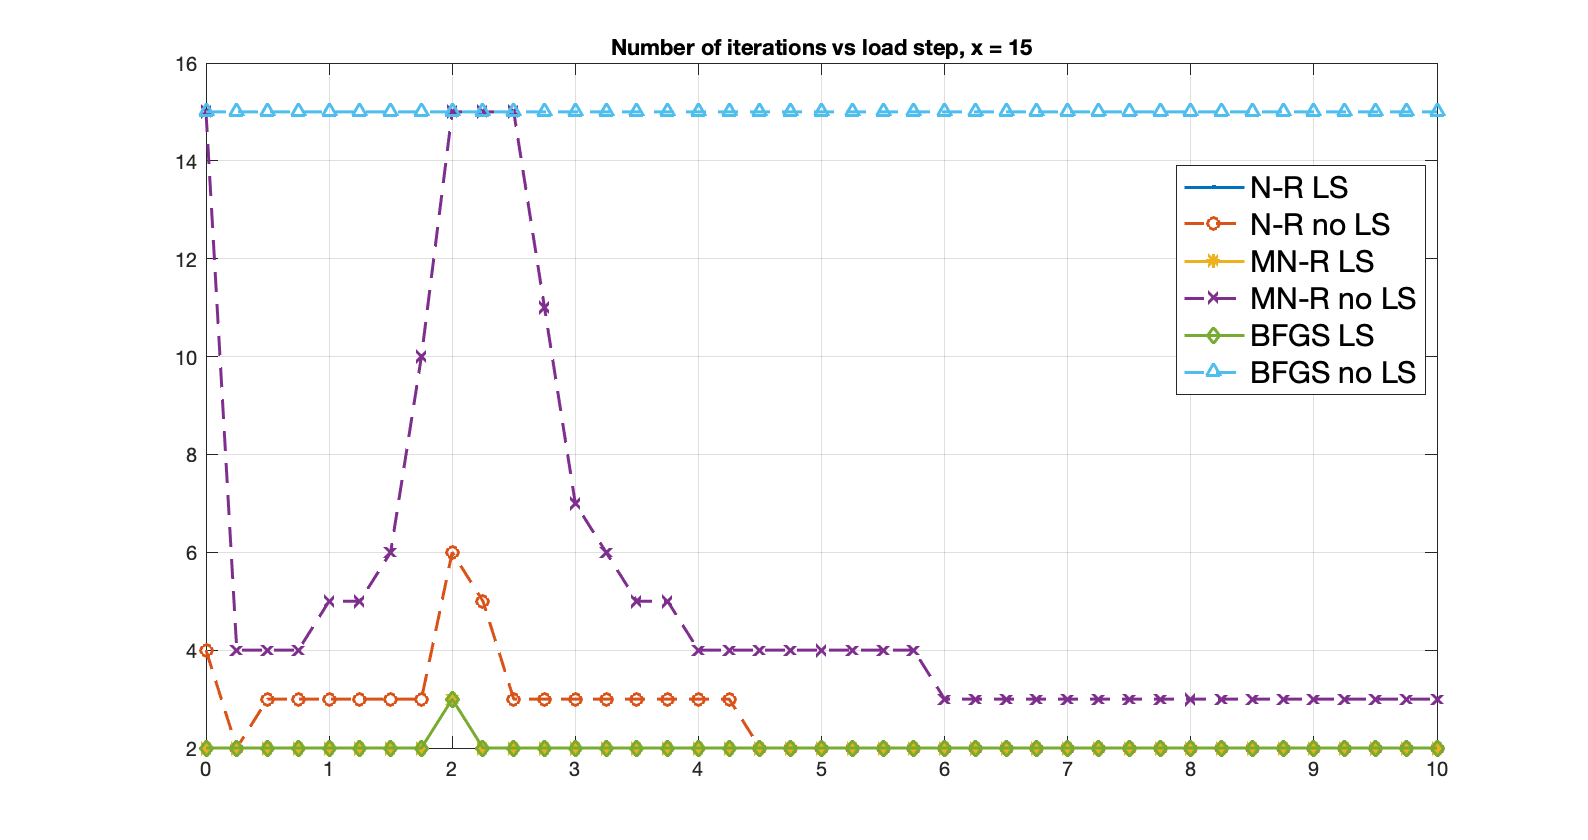 Number of iterations vs load step, x = 15
16
14
12
10
8
6
4
2
N-R LS
N-R no LS
MN-R LS
MN-R no LS
BFGS LS
BFGS no LS
0 1 2 3 4 5 6 7 8 9 10